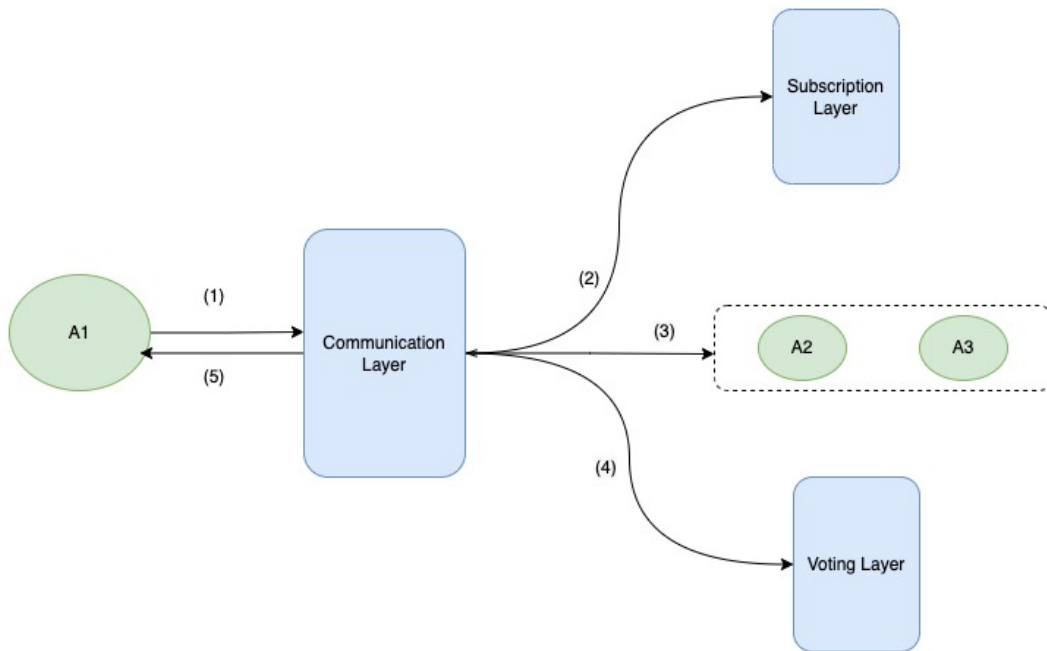 Subscription
Layer
(1)
(2)
A1
Communication
Layer
(3)
A2
A3
(5)
(4)
Voting Layer